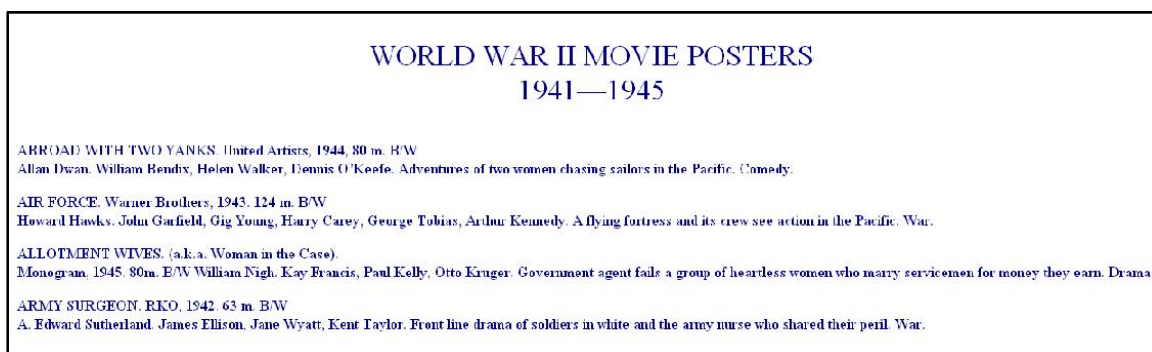 WORLD WAR II MOVIE POSTERS
1941—1945
ABROAD WITH TWO YANKS. United Artists, 1944, 80 m. B/W
Allan Dwan. William Bendix, Helen Walker, Dennis O'Keefe. Adventures of two women chasing sailors in the Pacific. Comedy.
AIR FORCE. Warner Brothers, 1943. 124 m. B/W
Howard Hawks. John Garfield, Gig Young, Harry Carey, George Tobias, Arthur Kennedy. A flying fortress and its crew see action in the Pacific. War.
ALLOTMENT WIVES. (a.k.a. Woman in the Case).
Monogram, 1945. 80m. B/W William Nigh. Kay Francis, Paul Kelly, Otto Kruger. Government agent fails a group of heartless women who marry servicemen for money they earn. Drama
ARMY SURGEON. RKO, 1942. 63 m. B/W
A. Edward Sutherland. James Ellison, Jane Wyatt, Kent Taylor. Front line drama of soldiers in white and the army nurse who shared their peril. War.